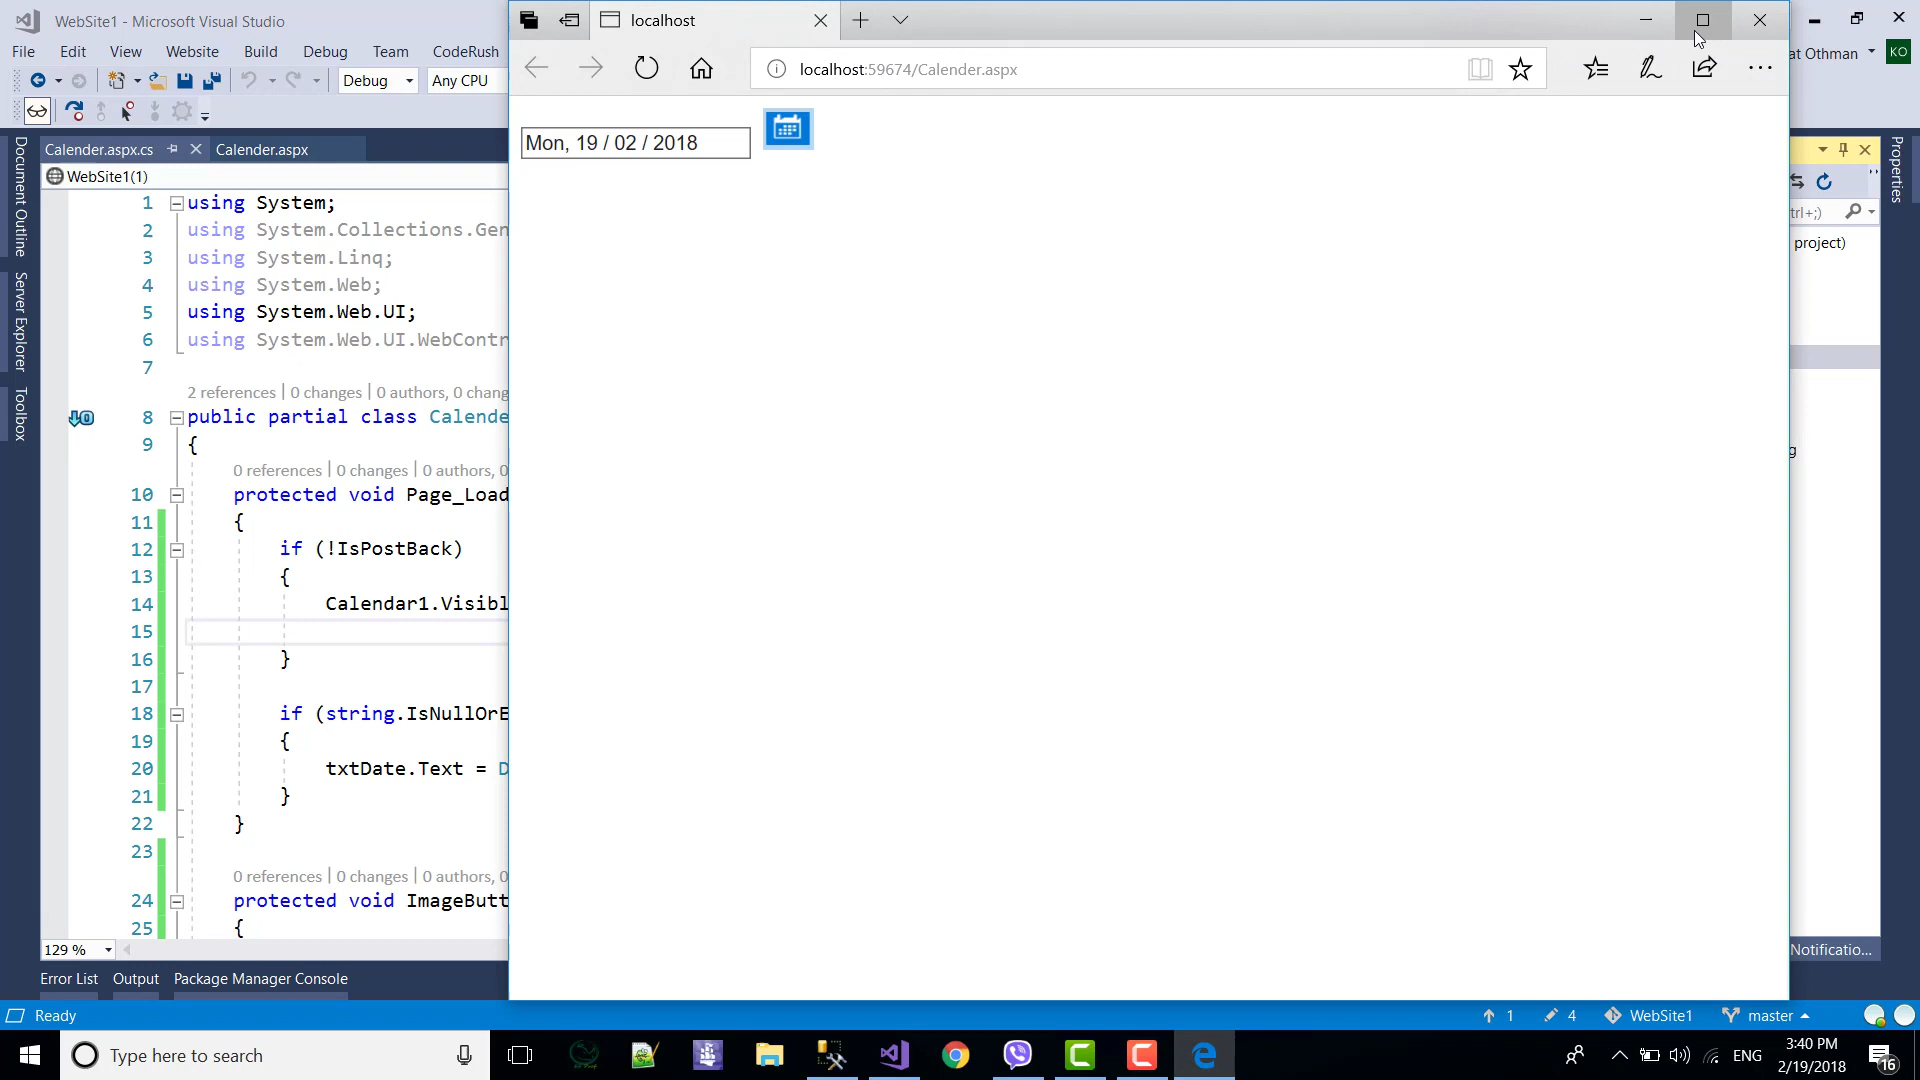 WebSite1 - Microsoft Visual Studio
File Edit View Website Build Debug Team CodeRush
Debug Any CPU
Calender.aspx.cs Calender.aspx
WebSite1(1)
Document Outline
Server Explorer
Toolbox
1 using System;
2 using System.Collections.Gen
3 using System.Linq;
4 using System.Web;
5 using System.Web.UI;
6 using System.Web.UI.WebContr
7
2 references | 0 changes | 0 authors, 0 chang
8 public partial class Calende
9 {
0 references | 0 changes | 0 authors, 0
10 protected void Page_Load
11 {
12 if (!IsPostBack)
13 {
14 Calendar1.Visibl
15
16 }
17
18 if (string.IsNullOrE
19 {
20 txtDate.Text = D
21 }
22 }
23
0 references | 0 changes | 0 authors, 0
24 protected void ImageButt
25 {
129 %
Error List Output Package Manager Console
Ready
localhost
localhost:59674/Calender.aspx
Mon, 19 / 02 / 2018
at Othman KO
Properties
trl+;)
project)
g
Notificatio...
1 4 WebSite1 master
Type here to search
ENG
3:40 PM
2/19/2018
16